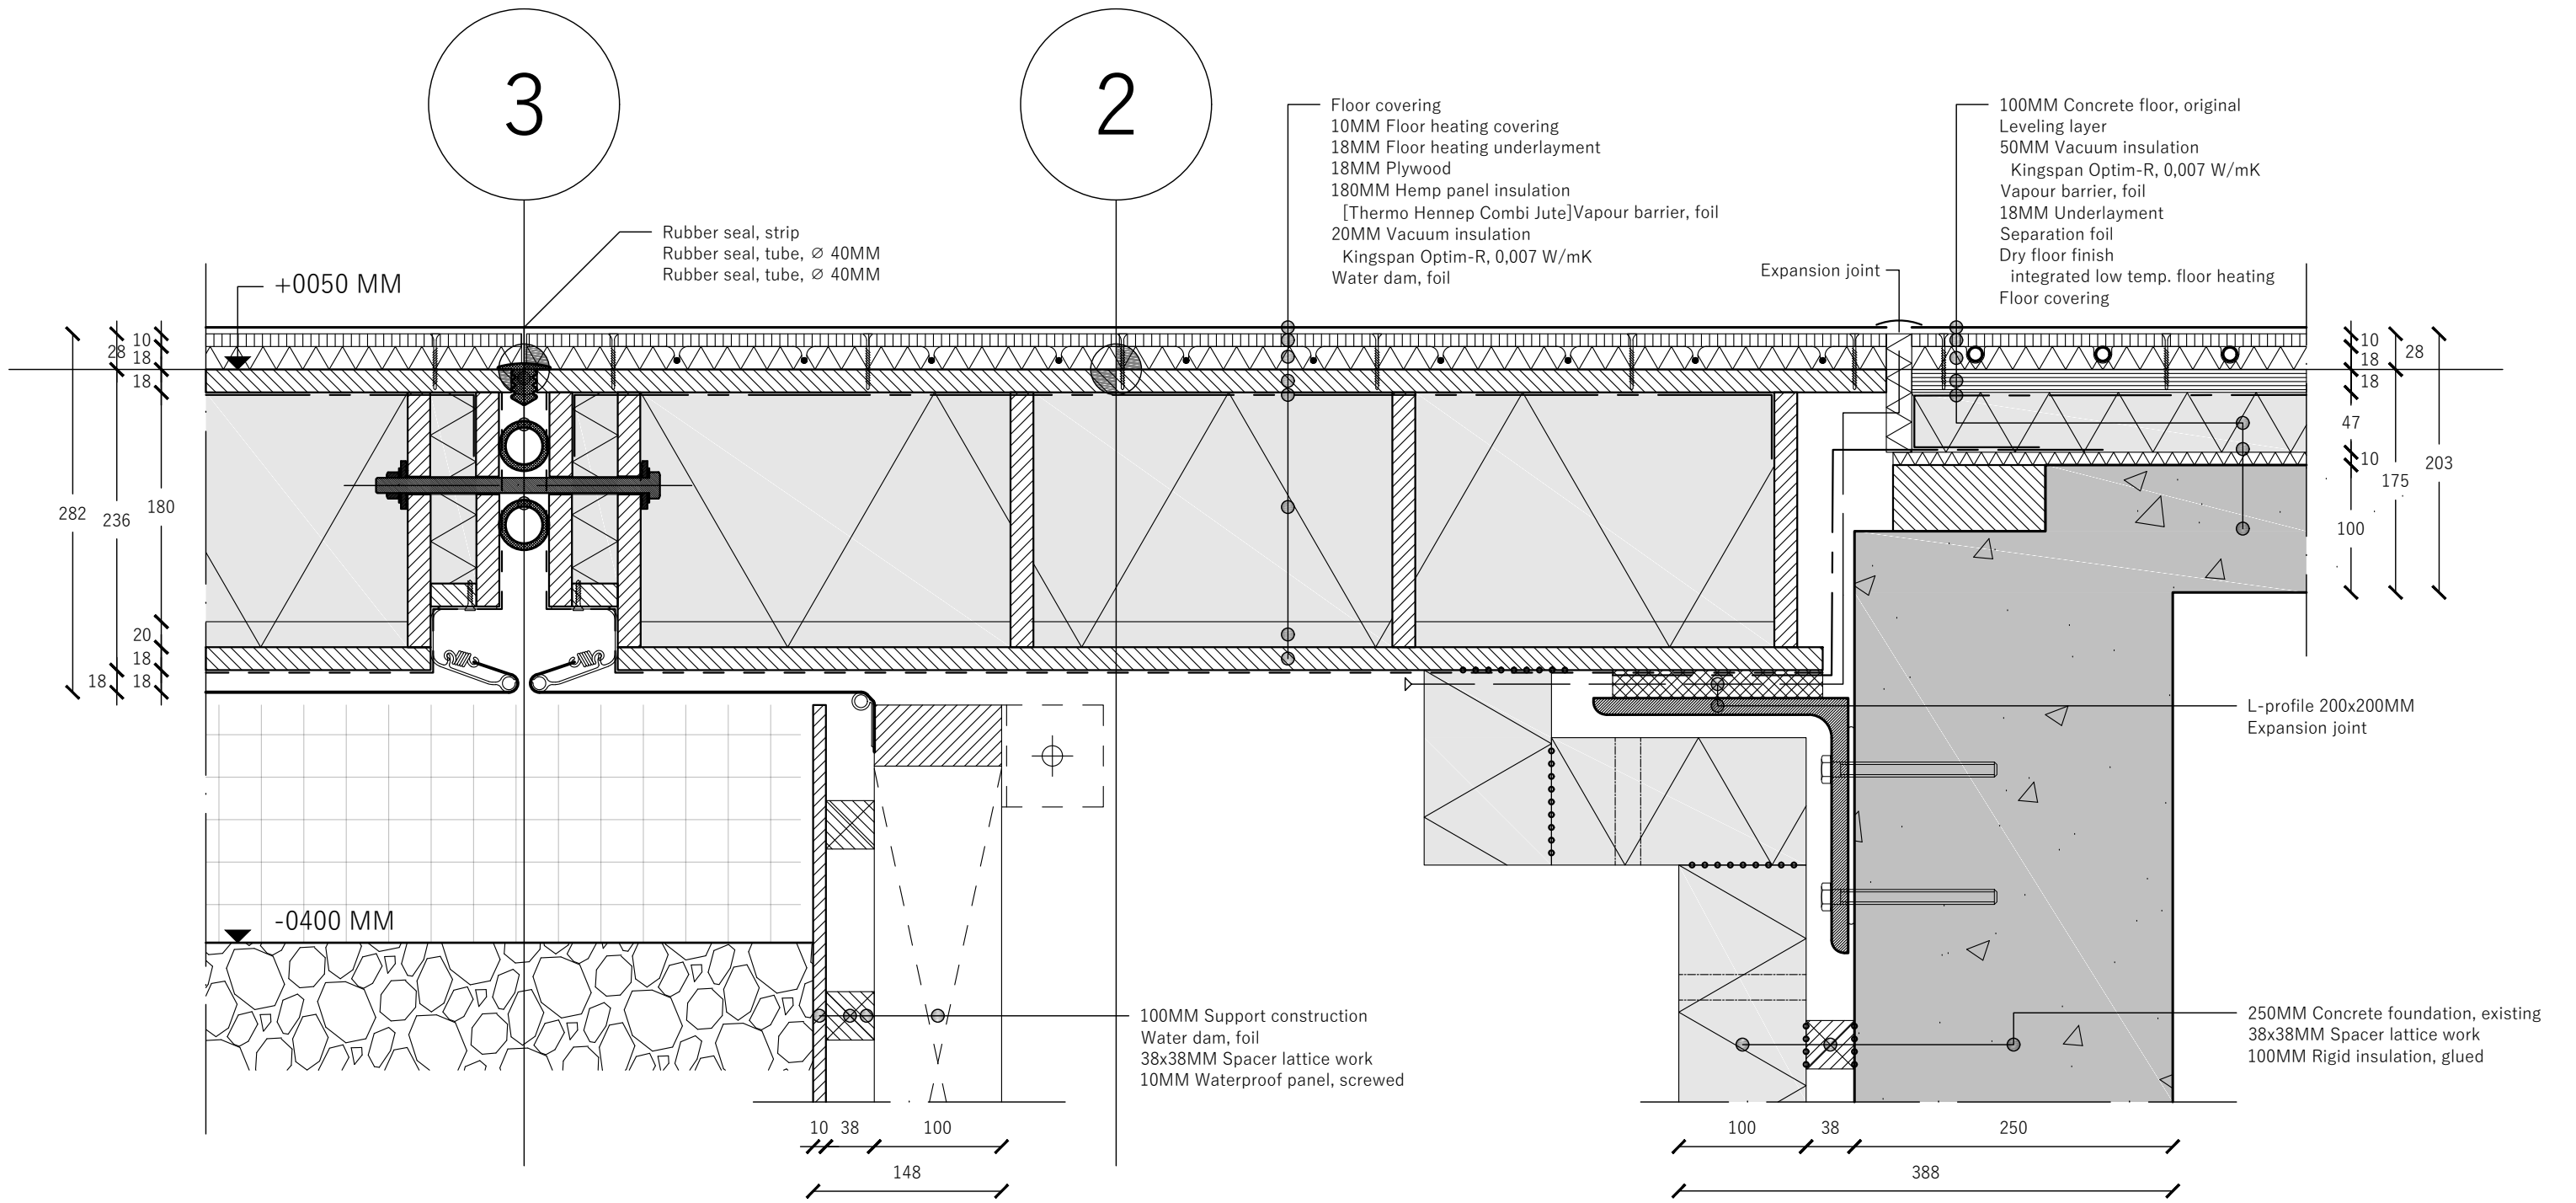 3
2
Floor covering
10MM Floor heating covering
18MM Floor heating underlayment
18MM Plywood
180MM Hemp panel insulation
[Thermo Hennep Combi Jute]Vapour barrier, foil
20MM Vacuum insulation
Kingspan Optim-R, 0,007 W/mK
Water dam, foil
100MM Concrete floor, original
Leveling layer
50MM Vacuum insulation
Kingspan Optim-R, 0,007 W/mK
Vapour barrier, foil
18MM Underlayment
Separation foil
Dry floor finish
integrated low temp. floor heating
Floor covering
Rubber seal, strip
Rubber seal, tube, ∅ 40MM
Rubber seal, tube, ∅ 40MM
Expansion joint
+0050 MM
10
28
18
18
282
236
180
20
18
18
18
10
18
28
18
47
10
203
175
100
L-profile 200x200MM
Expansion joint
-0400 MM
100MM Support construction
Water dam, foil
38x38MM Spacer lattice work
10MM Waterproof panel, screwed
250MM Concrete foundation, existing
38x38MM Spacer lattice work
100MM Rigid insulation, glued
10 38 100
148
100 38 250
388